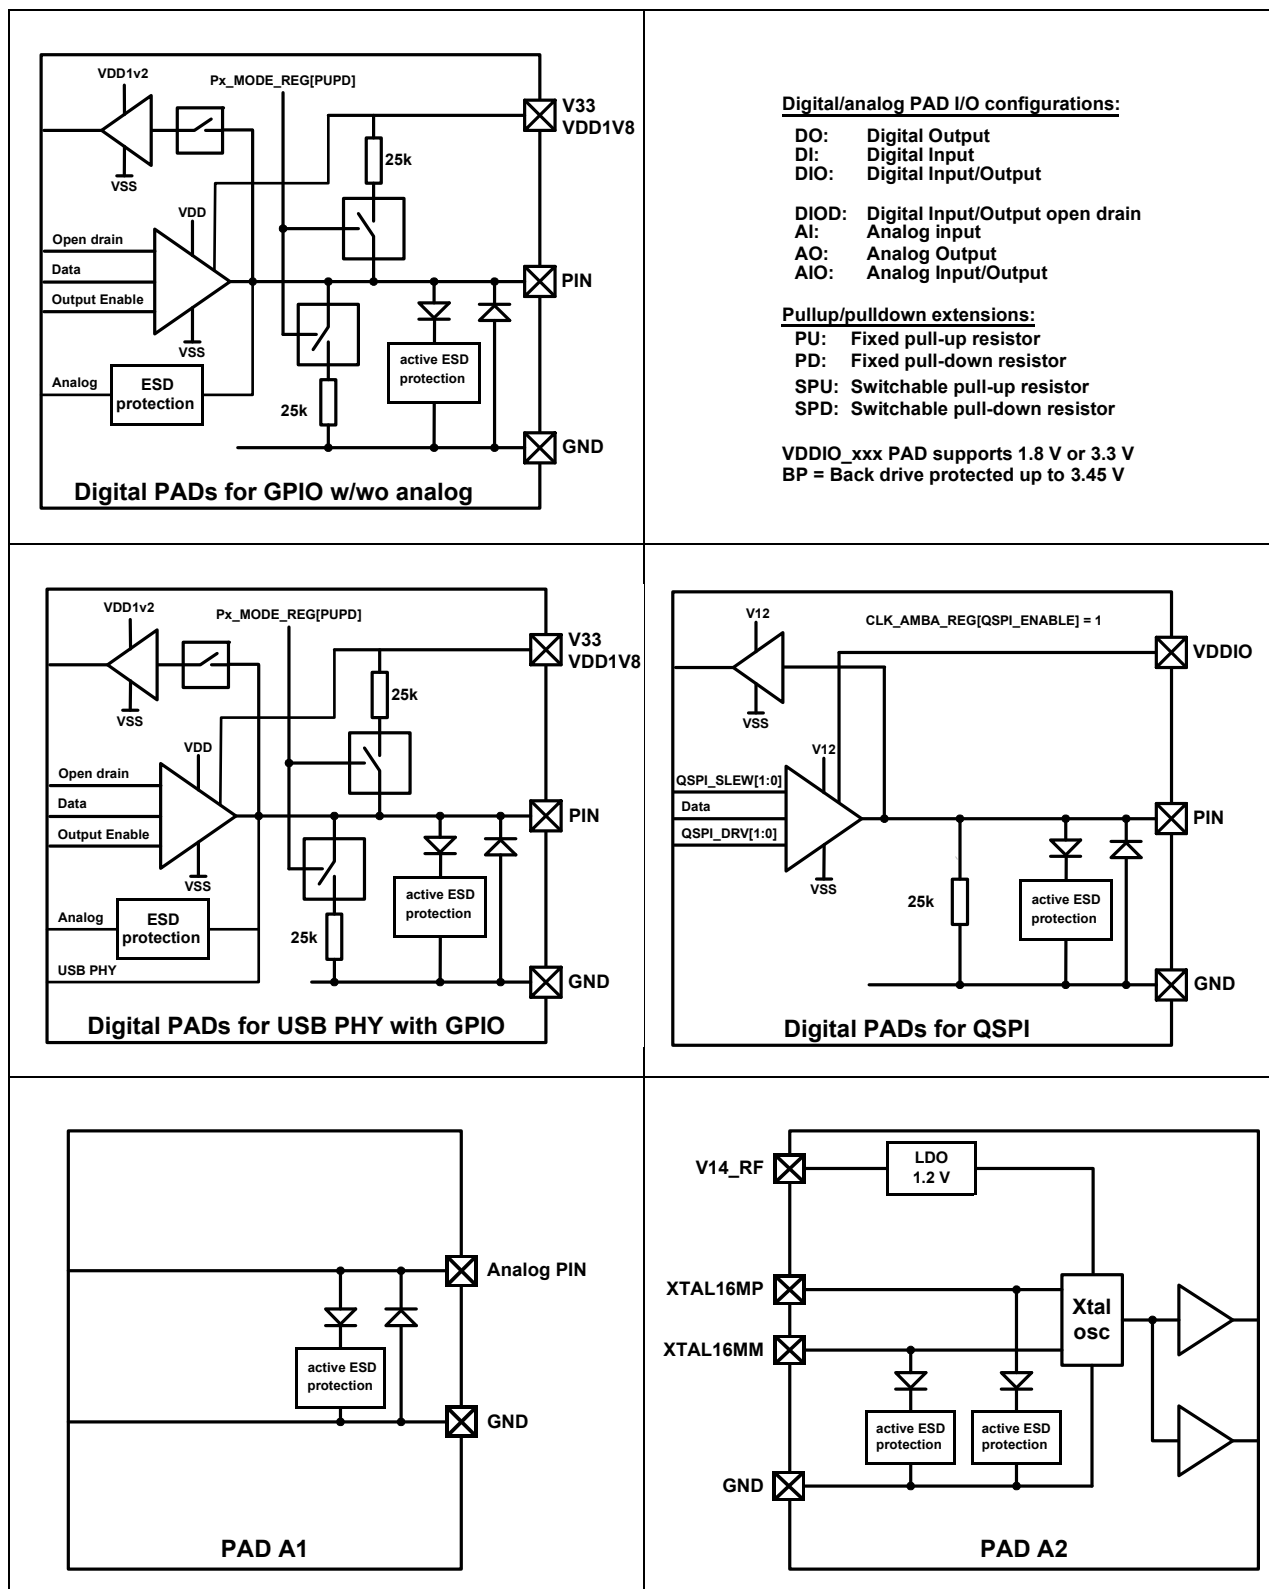 VDD1v2
Px_MODE_REG[PUPD]
V33
VDD1V8
25k
VSS
VDD
Open drain
Data
Output Enable
PIN
VSS
active ESD
protection
Analog
ESD
protection
25k
GND
Digital PADs for GPIO w/wo analog
Digital/analog PAD I/O configurations:
DO: Digital Output
DI: Digital Input
DIO: Digital Input/Output
DIOD: Digital Input/Output open drain
AI: Analog input
AO: Analog Output
AIO: Analog Input/Output
Pullup/pulldown extensions:
PU: Fixed pull-up resistor
PD: Fixed pull-down resistor
SPU: Switchable pull-up resistor
SPD: Switchable pull-down resistor
VDDIO_xxx PAD supports 1.8 V or 3.3 V
BP = Back drive protected up to 3.45 V
VDD1v2
Px_MODE_REG[PUPD]
V33
VDD1V8
25k
VSS
VDD
Open drain
Data
Output Enable
PIN
VSS
active ESD
protection
Analog
ESD
protection
25k
USB PHY
GND
Digital PADs for USB PHY with GPIO
V12
CLK_AMBA_REG[QSPI_ENABLE] = 1
VDDIO
VSS
V12
QSPI_SLEW[1:0]
Data
QSPI_DRV[1:0]
PIN
VSS
25k
active ESD
protection
GND
Digital PADs for QSPI
Analog PIN
active ESD
protection
GND
PAD A1
V14_RF
LDO
1.2 V
XTAL16MP
Xtal
osc
XTAL16MM
active ESD
protection
active ESD
protection
GND
PAD A2